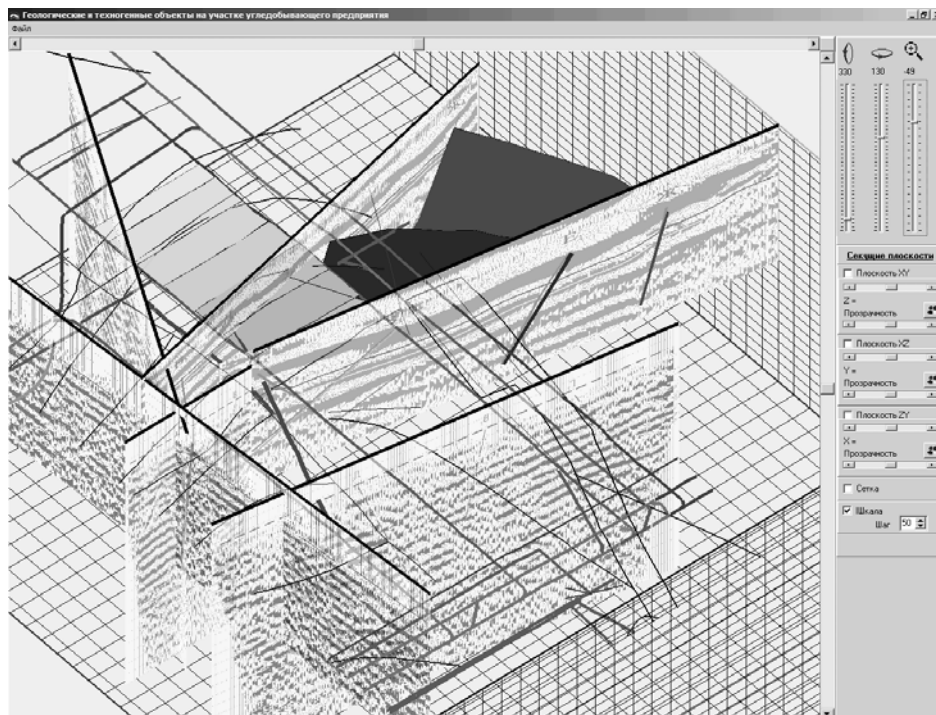 Геологические и техногенные объекты на участке угледобывающего предприятия
Файл
330 130 -49
Секущие плоскости
Плоскость XY
Z =
Прозрачность
Плоскость XZ
Y =
Прозрачность
Плоскость ZY
X =
Прозрачность
Сетка
Шкала
Шаг 50